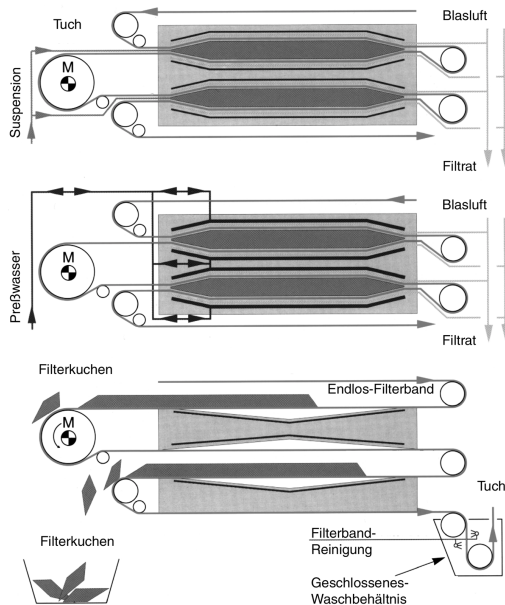 Tuch
Blasluft
M
Suspension
Filtrat
Blasluft
M
Preßwasser
Filtrat
Filterkuchen
Endlos-Filterband
M
Tuch
Filterkuchen
Filterband-
Reinigung
Geschlossenes-
Waschbehältnis